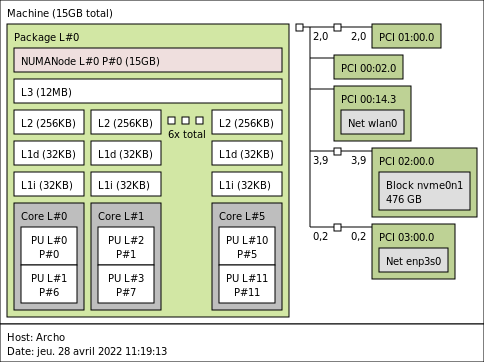 Machine (15GB total)
Package L#0
NUMANode L#0 P#0 (15GB)
L3 (12MB)
L2 (256KB) L2 (256KB) L2 (256KB)
6x total
L1d (32KB) L1d (32KB) L1d (32KB)
L1i (32KB) L1i (32KB) L1i (32KB)
Core L#0 Core L#1 Core L#5
PU L#0 PU L#2 PU L#10
P#0 P#1 P#5
PU L#1 PU L#3 PU L#11
P#6 P#7 P#11
2,0 2,0 PCI 01:00.0
PCI 00:02.0
PCI 00:14.3
Net wlan0
3,9 3,9 PCI 02:00.0
Block nvme0n1
476 GB
0,2 0,2 PCI 03:00.0
Net enp3s0
Host: Archo
Date: jeu. 28 avril 2022 11:19:13